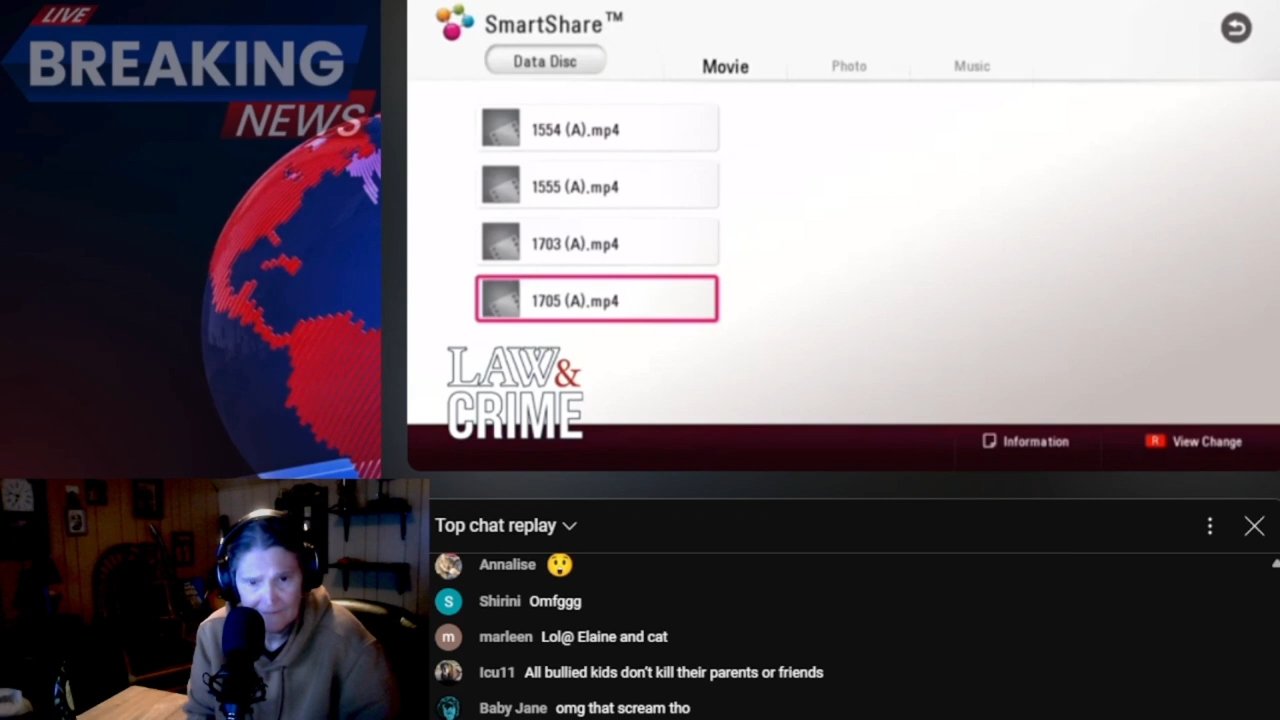 LIVE
BREAKING
NEWS
SmartShare™
Data Disc
Movie
Photo
Music
1554 (A).mp4
1555 (A).mp4
1703 (A).mp4
1705 (A).mp4
LAW&
CRIME
Information
R View Change
Top chat replay
Annalise
S Shirini Omfggg
m marleen Lol@ Elaine and cat
Icu11 All bullied kids don't kill their parents or friends
Baby Jane omg that scream tho